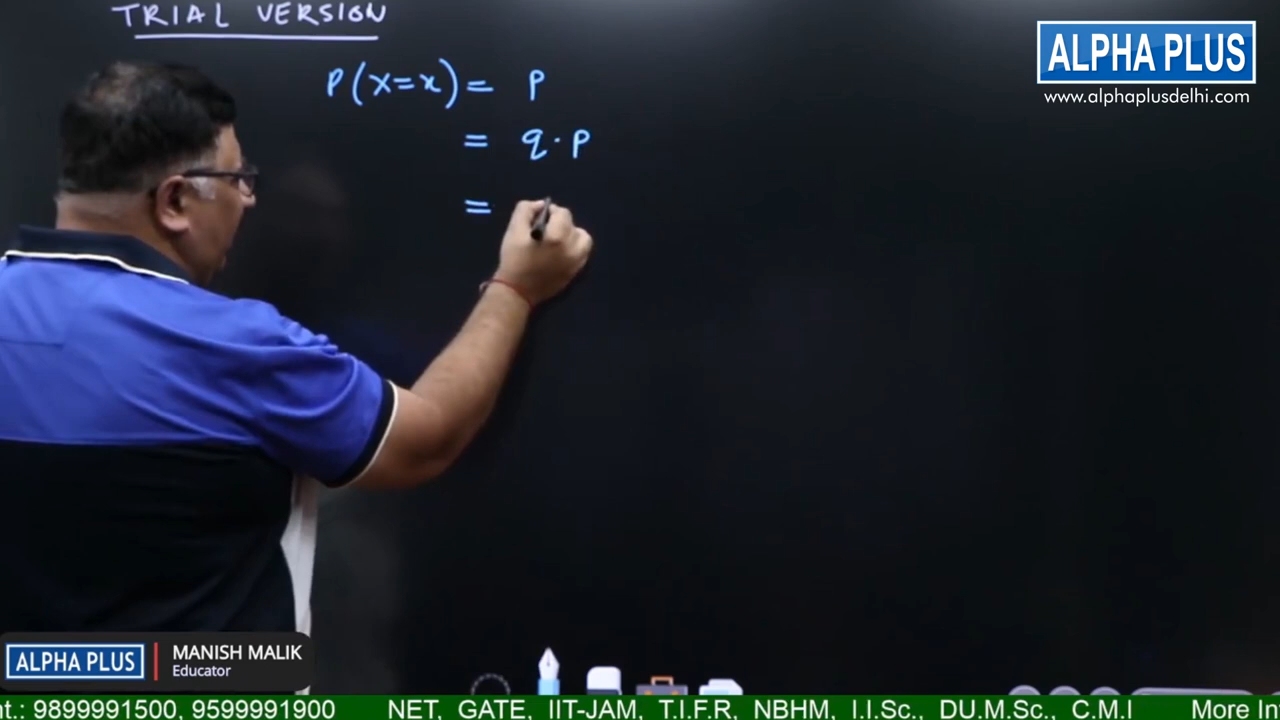 TRIAL VERSION
P(X=x) = p
= q·p
=
ALPHA PLUS
www.alphaplusdelhi.com
ALPHA PLUS
MANISH MALIK
Educator
nt.: 9899991500, 9599991900 NET, GATE, IIT-JAM, T.I.F.R, NBHM, I.I.Sc., DU.M.Sc., C.M.I More In